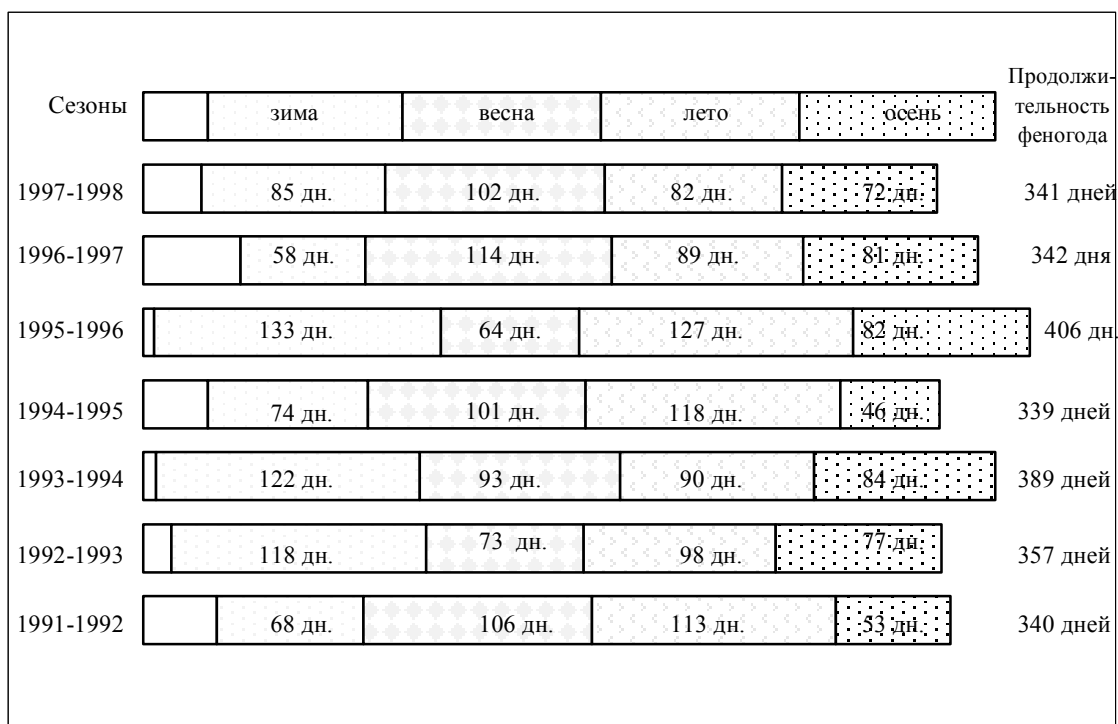 Продолжи-
тельность
феногода
Сезоны зима весна лето осень
1997-1998 85 дн. 102 дн. 82 дн. 72 дн. 341 дней
1996-1997 58 дн. 114 дн. 89 дн. 81 дн. 342 дня
1995-1996 133 дн. 64 дн. 127 дн. 82 дн. 406 дн.
1994-1995 74 дн. 101 дн. 118 дн. 46 дн. 339 дней
1993-1994 122 дн. 93 дн. 90 дн. 84 дн. 389 дней
1992-1993 118 дн. 73 дн. 98 дн. 77 дн. 357 дней
1991-1992 68 дн. 106 дн. 113 дн. 53 дн. 340 дней